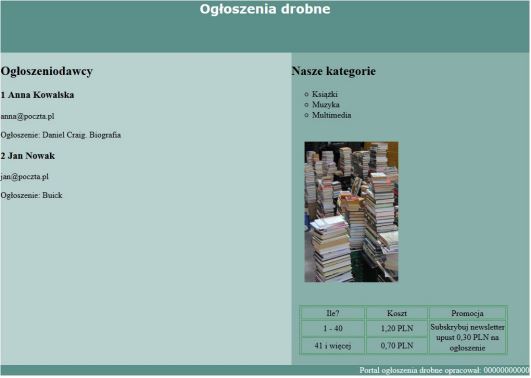 Ogłoszenia drobne
Ogłoszeniodawcy
1 Anna Kowalska
anna@poczta.pl
Ogłoszenie: Daniel Craig. Biografia
2 Jan Nowak
jan@poczta.pl
Ogłoszenie: Buick
Nasze kategorie
Książki
Muzyka
Multimedia
Ile? Koszt Promocja
1 - 40 1,20 PLN Subskrybuj newsletter
upust 0,30 PLN na
41 i więcej 0,70 PLN ogłoszenie
Portal ogłoszenia drobne opracował: 00000000000